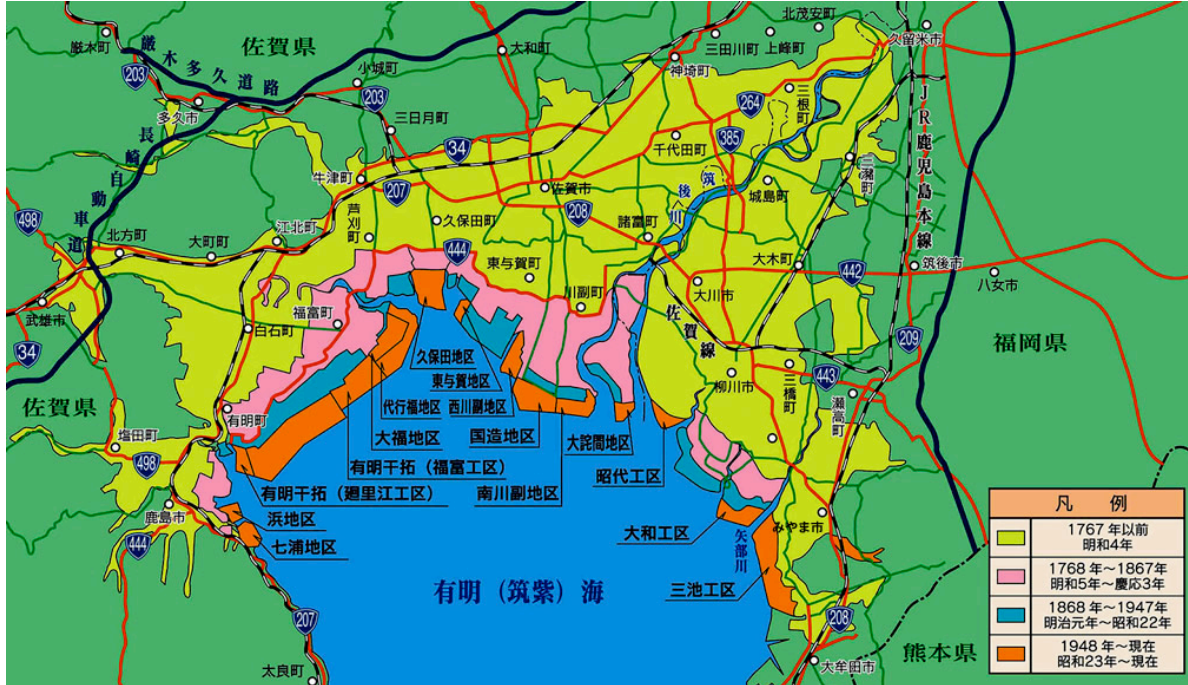 北茂安町
厳木町
佐賀県
大和町
三田川町
上峰町
久留米市
厳木多久道路
神埼町
203
小城町
203
264
三根町
多久市
三日月町
385
JR鹿児島本線
34
千代田町
長崎自動車道
三潴町
牛津町
207
佐賀市
筑後川
城島町
498
芦刈町
久保田町
208
江北町
諸富町
北方町
大町町
444
東与賀町
大木町
442
筑後市
八女市
武雄市
川副町
大川市
佐賀線
白石町
福富町
209
福岡県
34
久保田地区
東与賀地区
柳川市
三橋町
443
瀬高町
佐賀県
代行福地区
西川副地区
有明町
大福地区
国造地区
大詫間地区
塩田町
498
有明干拓(福富工区)
昭代工区
有明干拓(廻里江工区)
南川副地区
鹿島市
浜地区
大和工区
みやま市
444
七浦地区
矢部川
三池工区
有明(筑紫)海
207
208
熊本県
太良町
大牟田市
凡 例
1767年以前
明和4年
1768年～1867年
明和5年～慶応3年
1868年～1947年
明治元年～昭和22年
1948年～現在
昭和23年～現在